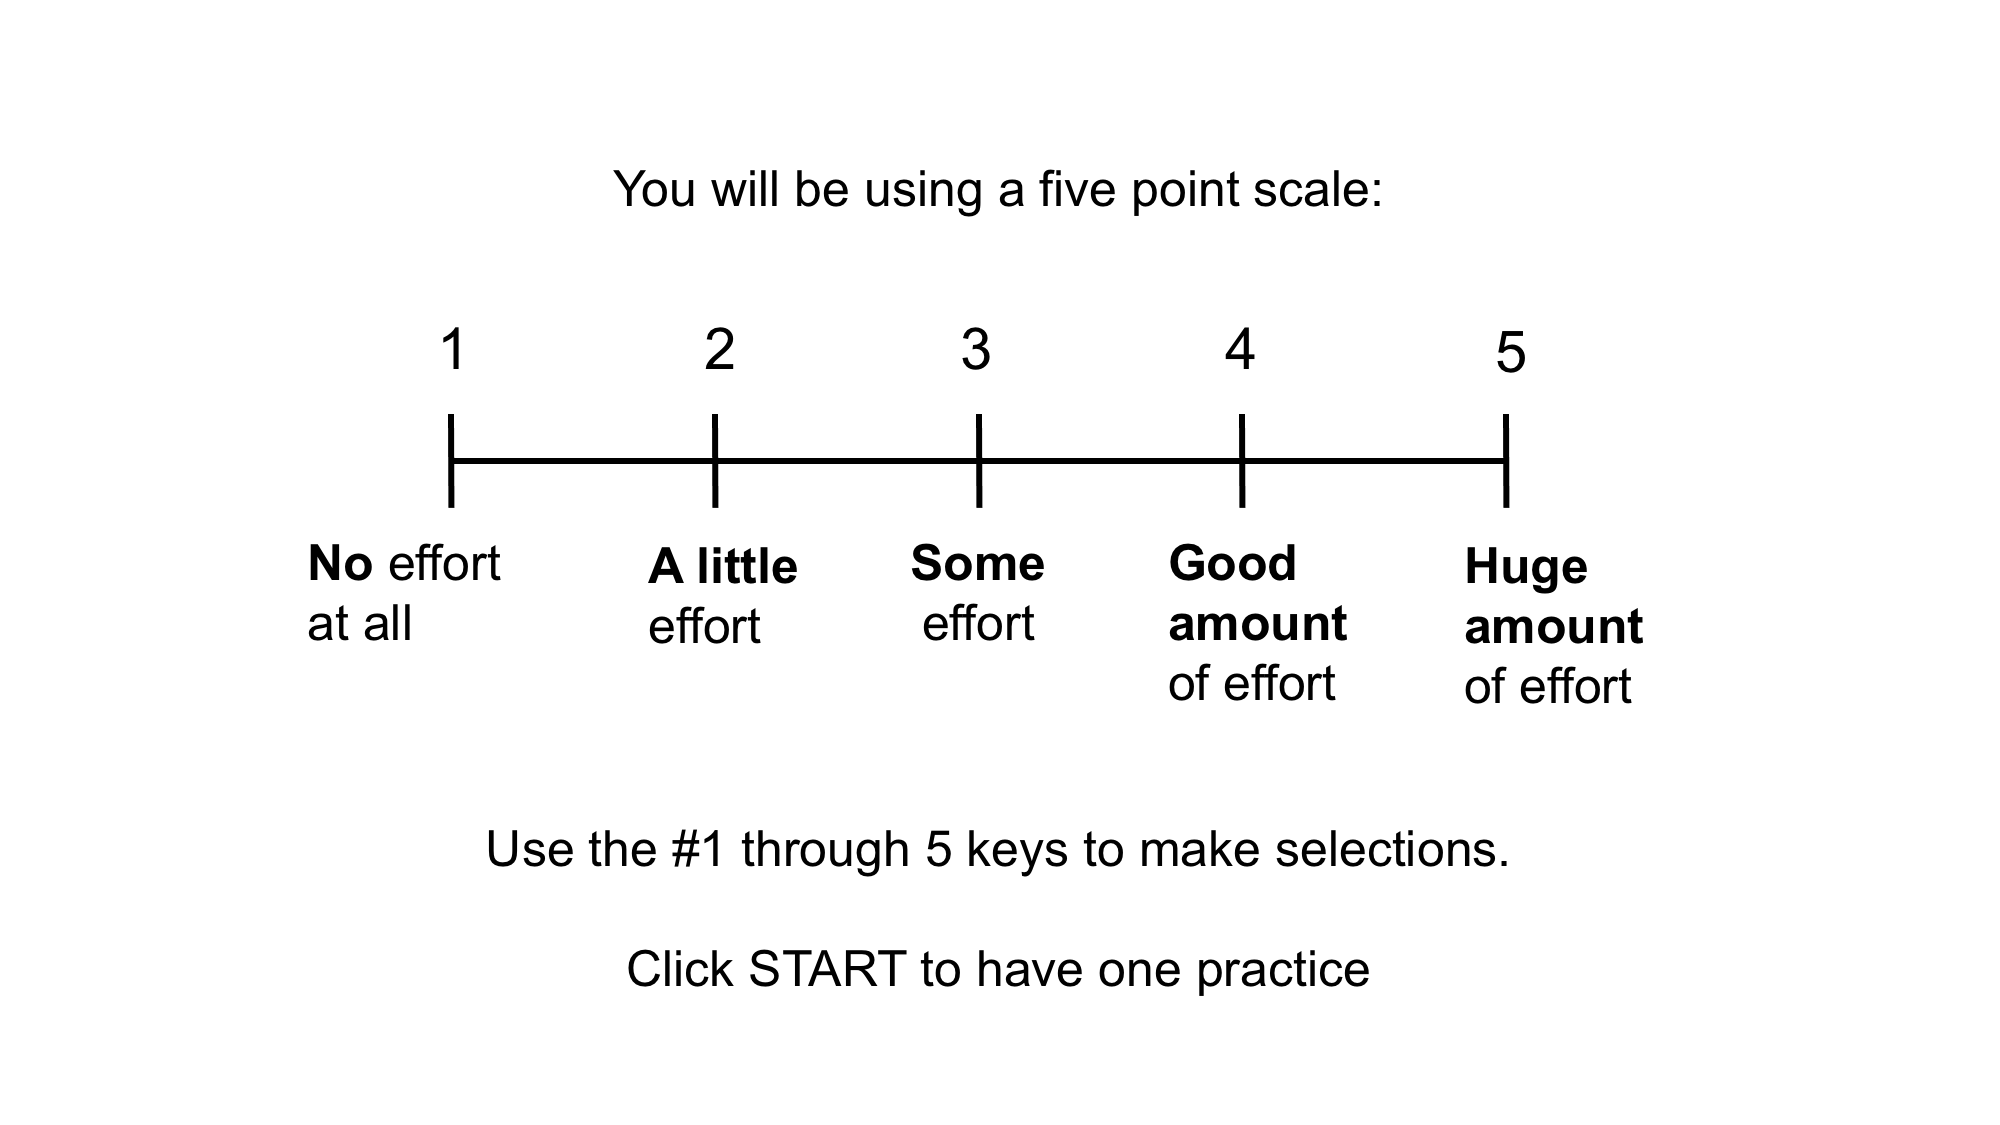 You will be using a five point scale:
1 2 3 4 5
No effort
at all
A little
effort
Some
effort
Good
amount
of effort
Huge
amount
of effort
Use the #1 through 5 keys to make selections.
Click START to have one practice